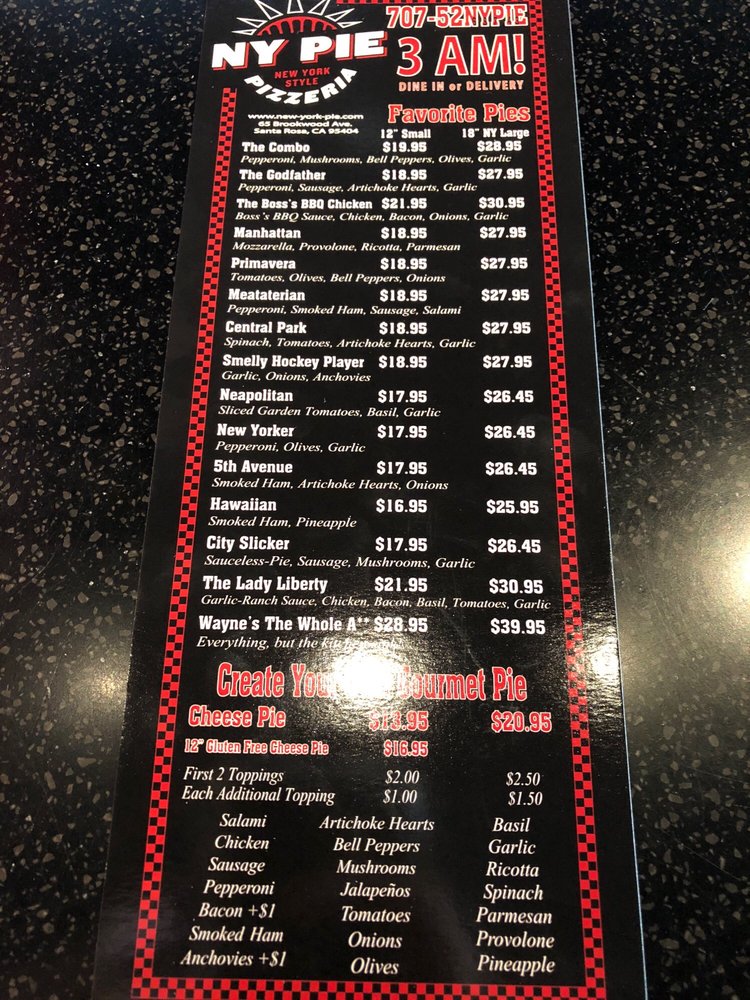 NY PIE
NEW YORK
STYLE
PIZZERIA
707-52NYPIE
3 AM!
DINE IN or DELIVERY
www.new-york-pie.com
65 Brookwood Ave.
Santa Rosa, CA 95404
Favorite Pies
12" Small 18" NY Large
The Combo $19.95 $28.95
Pepperoni, Mushrooms, Bell Peppers, Olives, Garlic
The Godfather $18.95 $27.95
Pepperoni, Sausage, Artichoke Hearts, Garlic
The Boss's BBQ Chicken $21.95 $30.95
Boss's BBQ Sauce, Chicken, Bacon, Onions, Garlic
Manhattan $18.95 $27.95
Mozzarella, Provolone, Ricotta, Parmesan
Primavera $18.95 $27.95
Tomatoes, Olives, Bell Peppers, Onions
Meataterian $18.95 $27.95
Pepperoni, Smoked Ham, Sausage, Salami
Central Park $18.95 $27.95
Spinach, Tomatoes, Artichoke Hearts, Garlic
Smelly Hockey Player $18.95 $27.95
Garlic, Onions, Anchovies
Neapolitan $17.95 $26.45
Sliced Garden Tomatoes, Basil, Garlic
New Yorker $17.95 $26.45
Pepperoni, Olives, Garlic
5th Avenue $17.95 $26.45
Smoked Ham, Artichoke Hearts, Onions
Hawaiian $16.95 $25.95
Smoked Ham, Pineapple
City Slicker $17.95 $26.45
Sauceless-Pie, Sausage, Mushrooms, Garlic
The Lady Liberty $21.95 $30.95
Garlic-Ranch Sauce, Chicken, Bacon, Basil, Tomatoes, Garlic
Wayne's The Whole A** $28.95 $39.95
Everything, but the
Create Gourmet Pie
Cheese Pie $13.95 $20.95
12" Gluten Free Cheese Pie $16.95
First 2 Toppings $2.00 $2.50
Each Additional Topping $1.00 $1.50
Salami Artichoke Hearts Basil
Chicken Bell Peppers Garlic
Sausage Mushrooms Ricotta
Pepperoni Jalapeños Spinach
Bacon +$1 Tomatoes Parmesan
Smoked Ham Onions Provolone
Anchovies +$1 Olives Pineapple